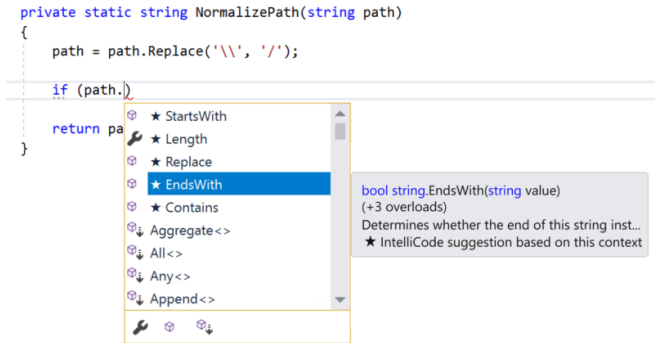 private static string NormalizePath(string path)
{
path = path.Replace('\\', '/');
if (path.)
return pa
}
★ StartsWith
★ Length
★ Replace
★ EndsWith
★ Contains
Aggregate<>
All<>
Any<>
Append<>
bool string.EndsWith(string value)
(+3 overloads)
Determines whether the end of this string inst...
★ IntelliCode suggestion based on this context